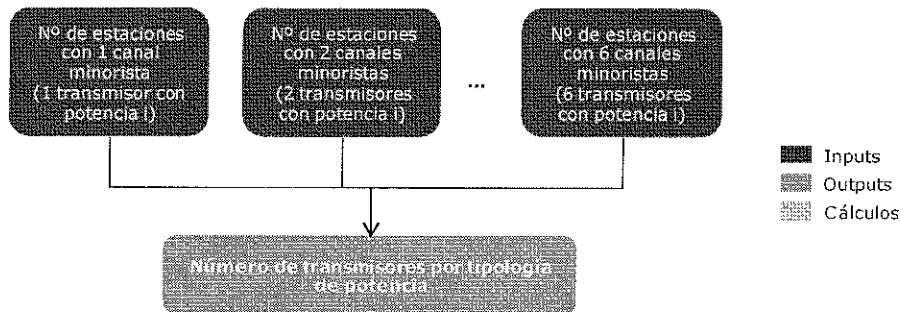 Nº de estaciones
con 1 canal
minorista
(1 transmisor con
potencia i)
Nº de estaciones
con 2 canales
minoristas
(2 transmisores
con potencia i)
...
Nº de estaciones
con 6 canales
minoristas
(6 transmisores
con potencia i)
Inputs
Outputs
Cálculos
Número de transmisores por tipología
de potencia